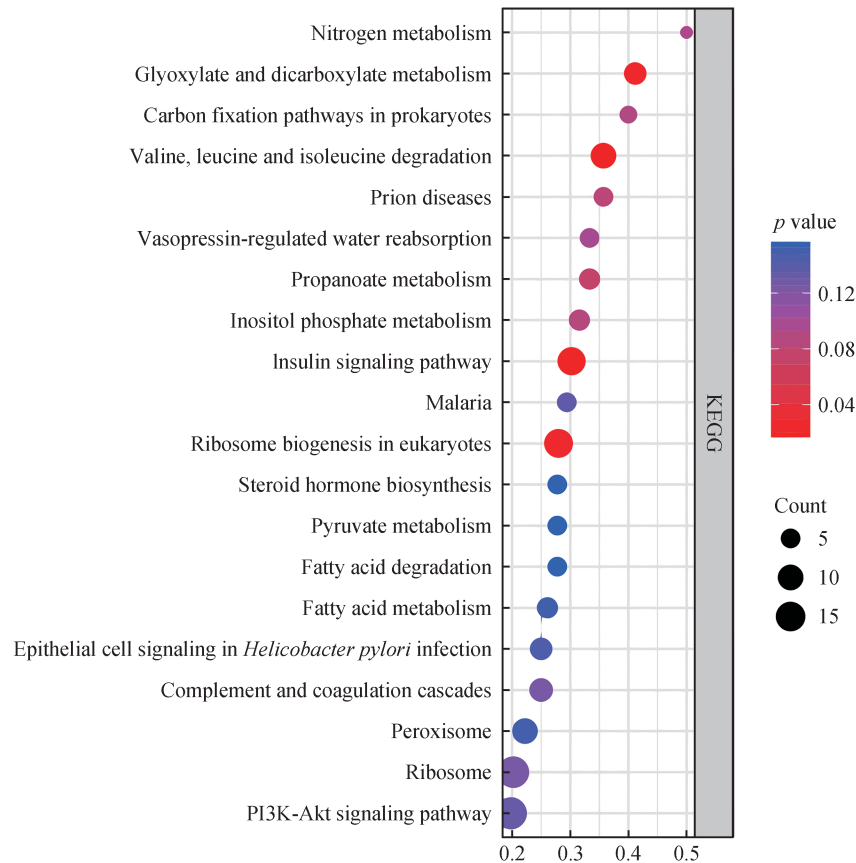 Nitrogen metabolism
Glyoxylate and dicarboxylate metabolism
Carbon fixation pathways in prokaryotes
Valine, leucine and isoleucine degradation
Prion diseases
Vasopressin-regulated water reabsorption
Propanoate metabolism
Inositol phosphate metabolism
Insulin signaling pathway
Malaria
Ribosome biogenesis in eukaryotes
Steroid hormone biosynthesis
Pyruvate metabolism
Fatty acid degradation
Fatty acid metabolism
Epithelial cell signaling in Helicobacter pylori infection
Complement and coagulation cascades
Peroxisome
Ribosome
PI3K-Akt signaling pathway
0.2 0.3 0.4 0.5
KEGG
p value
0.12
0.08
0.04
Count
5
10
15